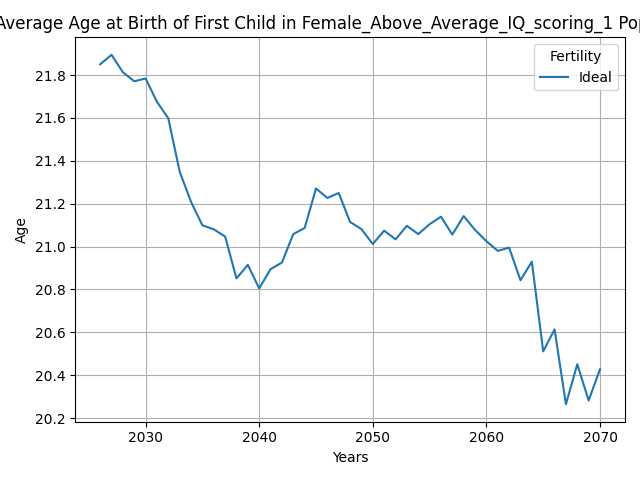 Average Age at Birth of First Child in Female_Above_Average_IQ_scoring_1
Fertility
Ideal
21.8
21.6
21.4
21.2
21.0
20.8
20.6
20.4
20.2
Age
2030 2040 2050 2060 2070
Years